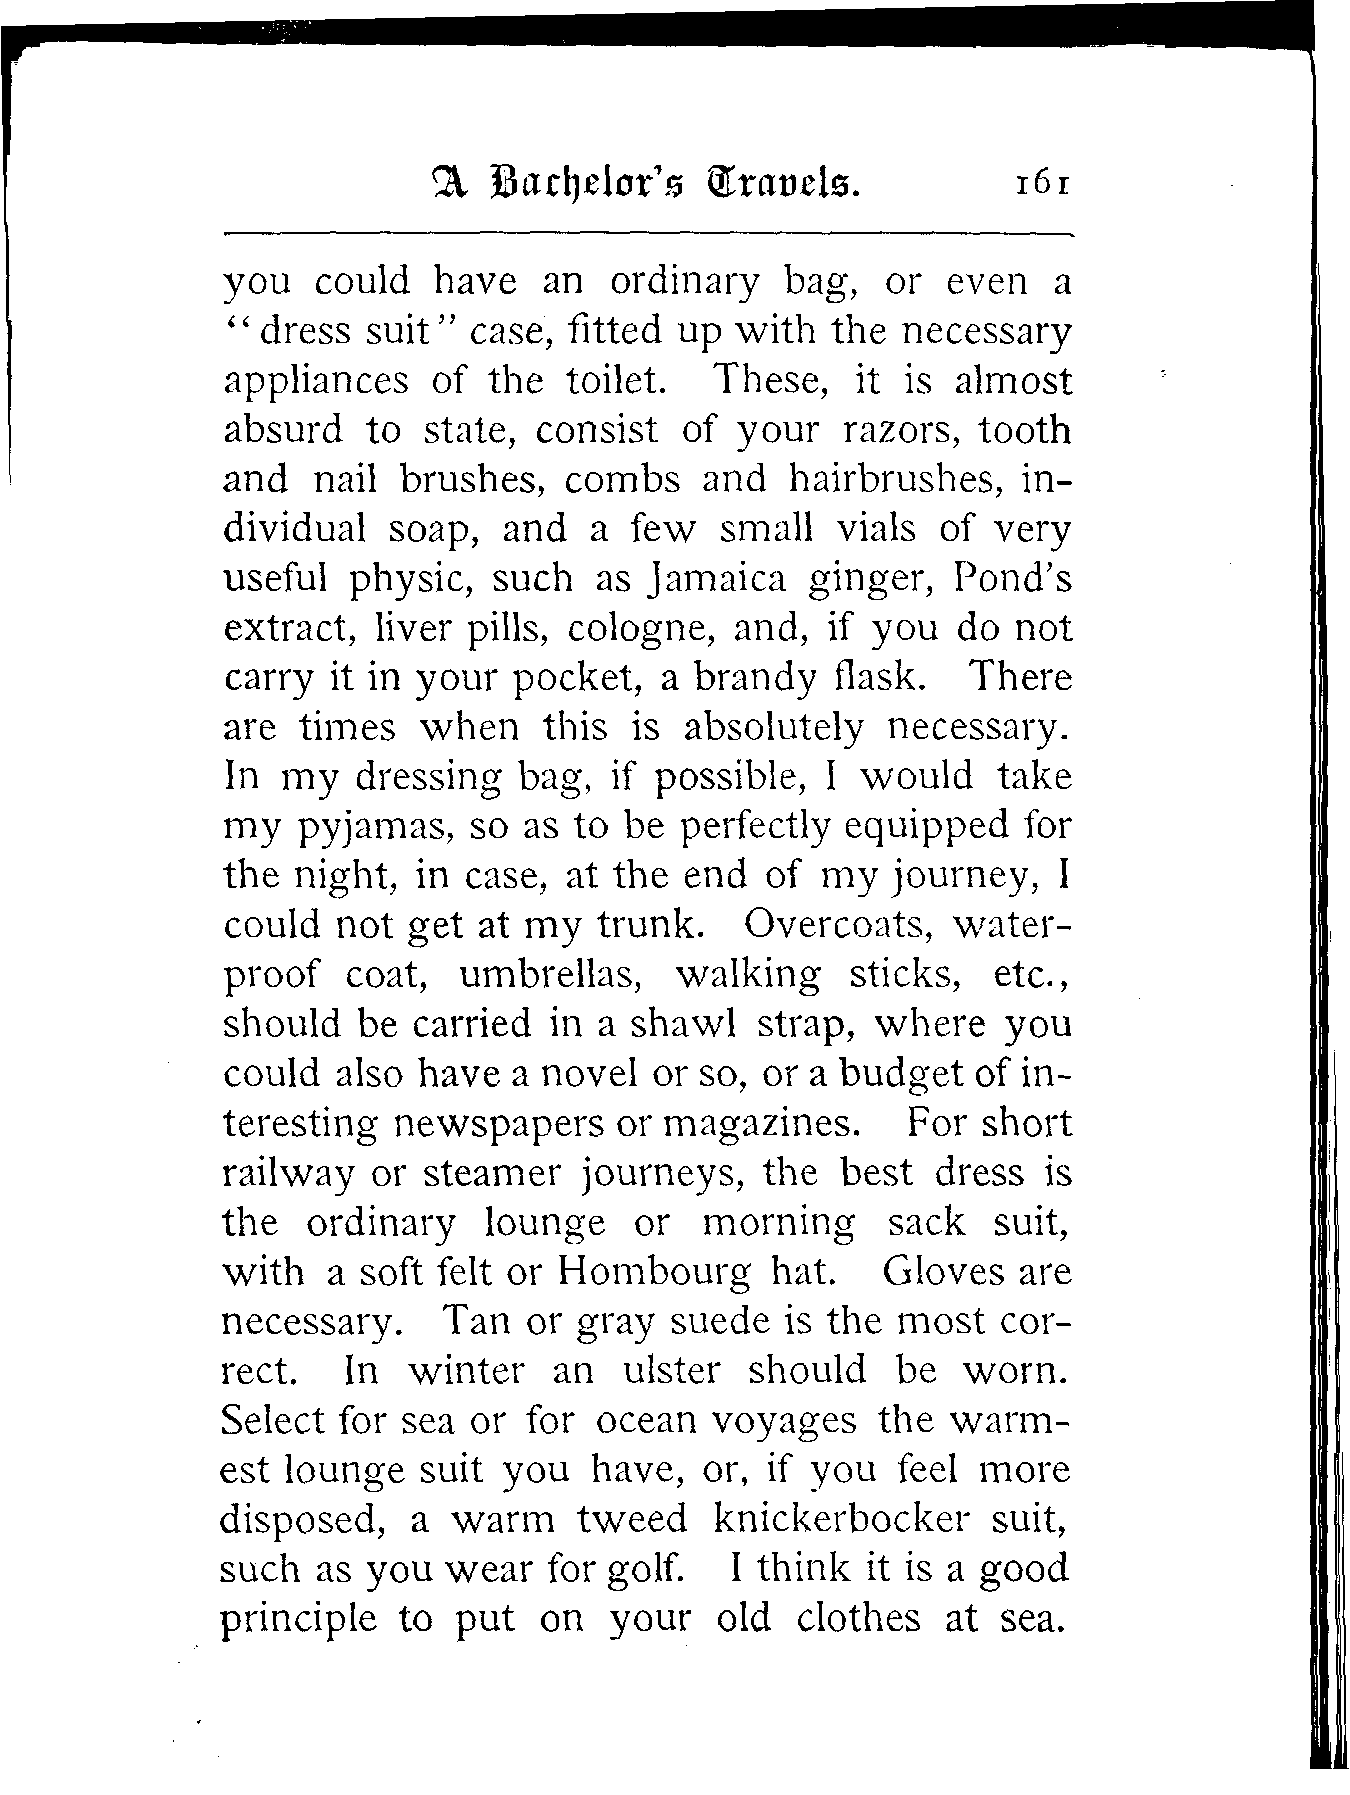 A Bachelor's Travels. 161
you could have an ordinary bag, or even a
“dress suit” case, fitted up with the necessary
appliances of the toilet. These, it is almost
absurd to state, consist of your razors, tooth
and nail brushes, combs and hairbrushes, in-
dividual soap, and a few small vials of very
useful physic, such as Jamaica ginger, Pond's
extract, liver pills, cologne, and, if you do not
carry it in your pocket, a brandy flask. There
are times when this is absolutely necessary.
In my dressing bag, if possible, I would take
my pyjamas, so as to be perfectly equipped for
the night, in case, at the end of my journey, I
could not get at my trunk. Overcoats, water-
proof coat, umbrellas, walking sticks, etc.,
should be carried in a shawl strap, where you
could also have a novel or so, or a budget of in-
teresting newspapers or magazines. For short
railway or steamer journeys, the best dress is
the ordinary lounge or morning sack suit,
with a soft felt or Hombourg hat. Gloves are
necessary. Tan or gray suede is the most cor-
rect. In winter an ulster should be worn.
Select for sea or for ocean voyages the warm-
est lounge suit you have, or, if you feel more
disposed, a warm tweed knickerbocker suit,
such as you wear for golf. I think it is a good
principle to put on your old clothes at sea.